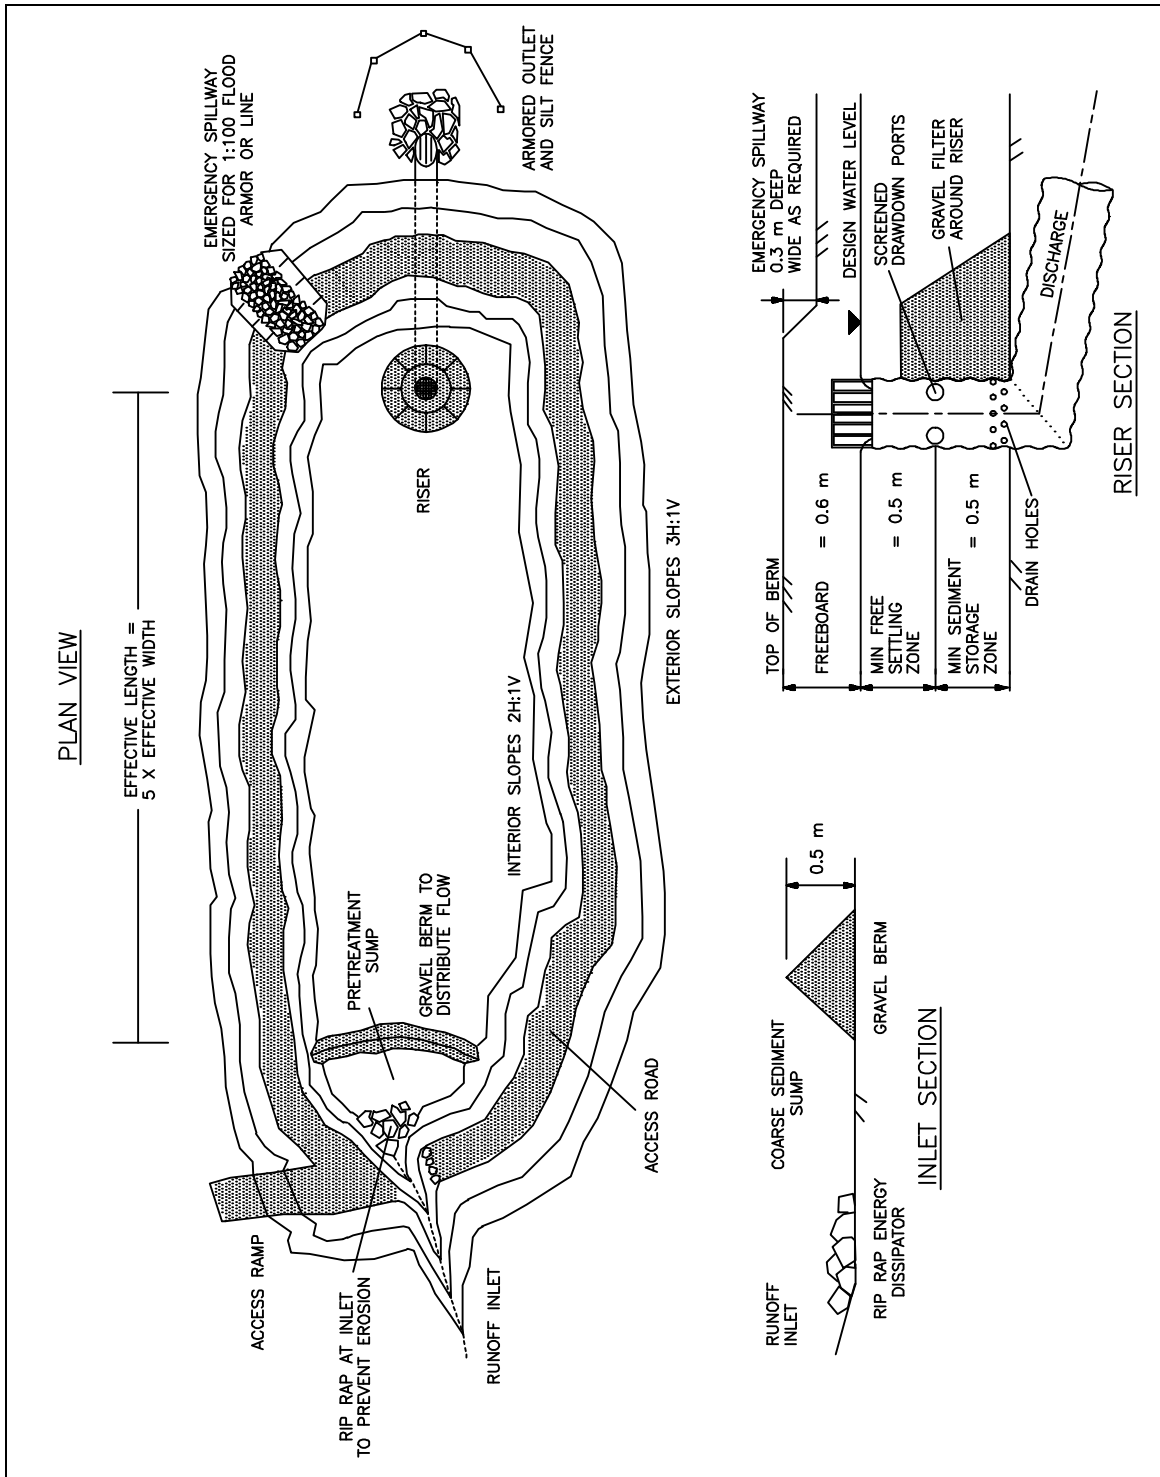 PLAN VIEW
EFFECTIVE LENGTH =
5 X EFFECTIVE WIDTH
EMERGENCY SPILLWAY
SIZED FOR 1:100 FLOOD
ARMOR OR LINE
ACCESS RAMP
RIP RAP AT INLET
TO PREVENT EROSION
PRETREATMENT
SUMP
GRAVEL BERM TO
DISTRIBUTE FLOW
RISER
ARMORED OUTLET
AND SILT FENCE
RUNOFF INLET
INTERIOR SLOPES 2H:1V
ACCESS ROAD
EXTERIOR SLOPES 3H:1V
RUNOFF
INLET
COARSE SEDIMENT
SUMP
0.5 m
RIP RAP ENERGY
DISSIPATOR
GRAVEL BERM
INLET SECTION
TOP OF BERM
FREEBOARD = 0.6 m
MIN FREE
SETTLING = 0.5 m
ZONE
MIN SEDIMENT
STORAGE = 0.5 m
ZONE
DRAIN HOLES
EMERGENCY SPILLWAY
0.3 m DEEP
WIDE AS REQUIRED
DESIGN WATER LEVEL
SCREENED
DRAWDOWN PORTS
GRAVEL FILTER
AROUND RISER
DISCHARGE
RISER SECTION